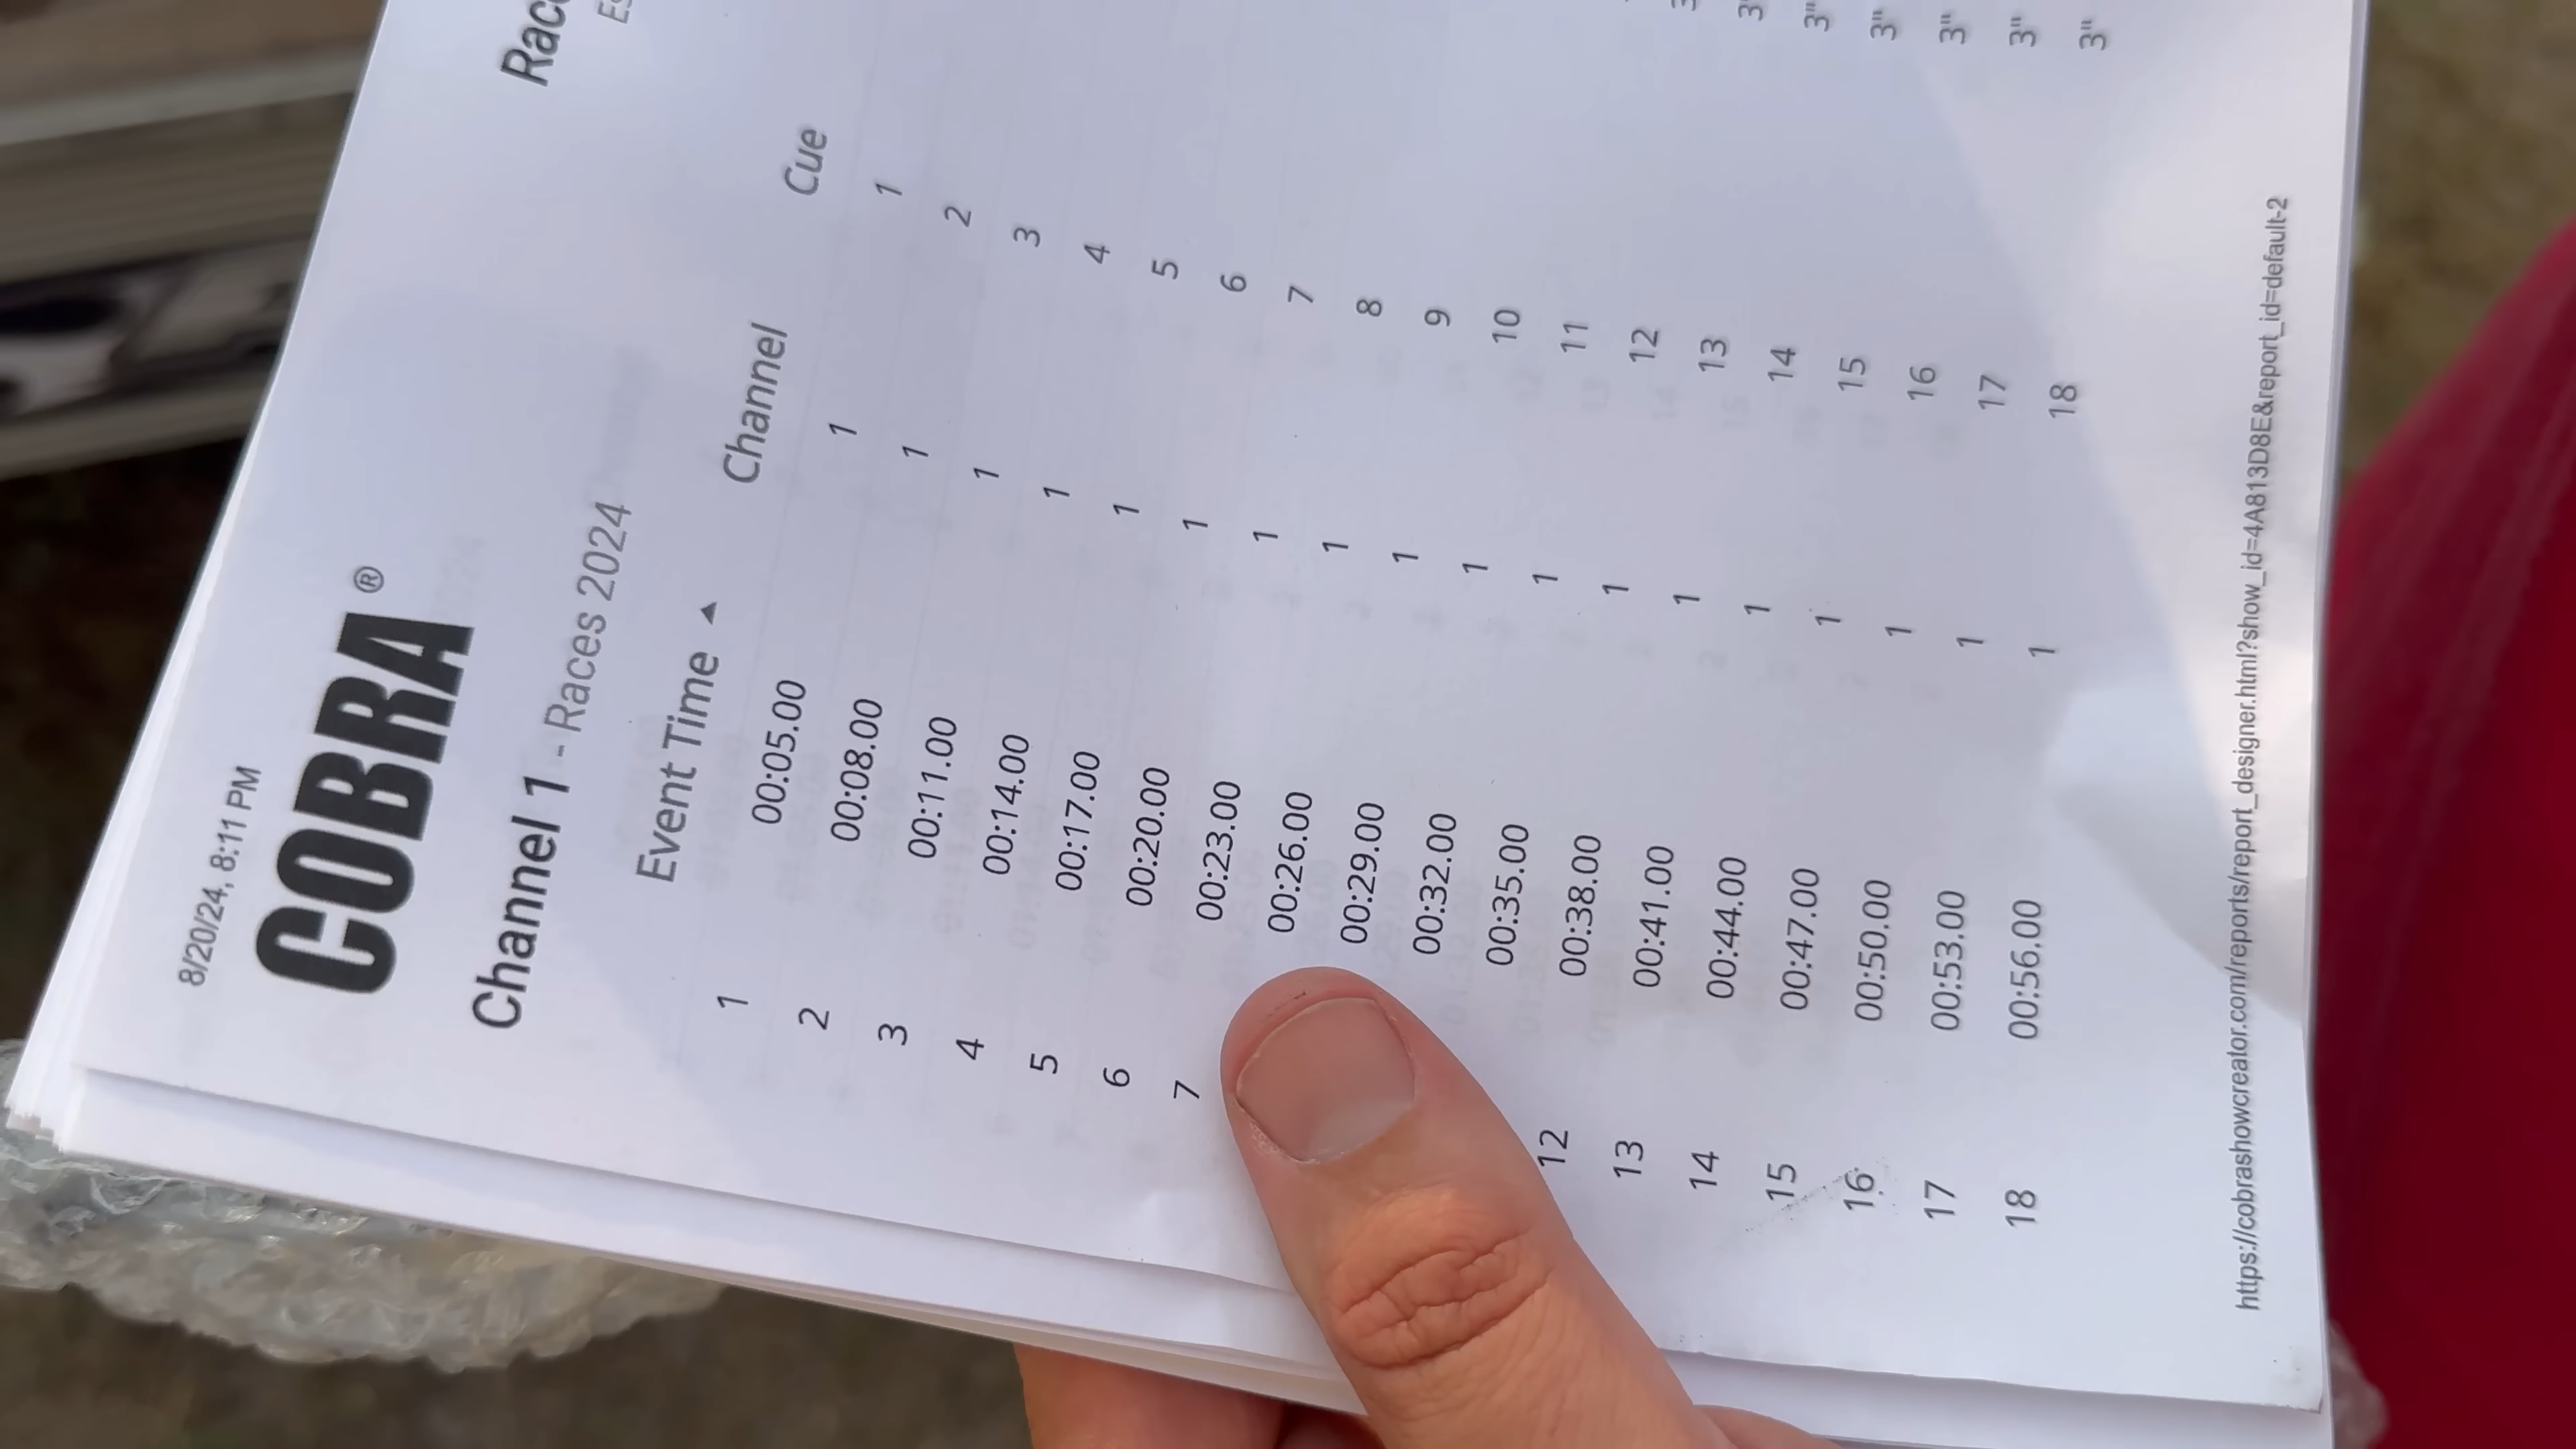 8/20/24, 8:11 PM
Rac
COBRA®
Channel 1 - Races 2024
Event Time ▲ Channel Cue
1 00:05.00 1 1
2 00:08.00 1 2
3 00:11.00 1 3
4 00:14.00 1 4
5 00:17.00 1 5
6 00:20.00 1 6
7 00:23.00 1 7
00:26.00 1 8
00:29.00 1 9
00:32.00 1 10
00:35.00 1 11
12 00:38.00 1 12
13 00:41.00 1 13 3"
14 00:44.00 1 14 3"
15 00:47.00 1 15 3"
16 00:50.00 1 16 3"
17 00:53.00 1 17 3"
18 00:56.00 1 18 3"
https://cobrashowcreator.com/reports/report_designer.html?show_id=4A813D8E&report_id=default-2